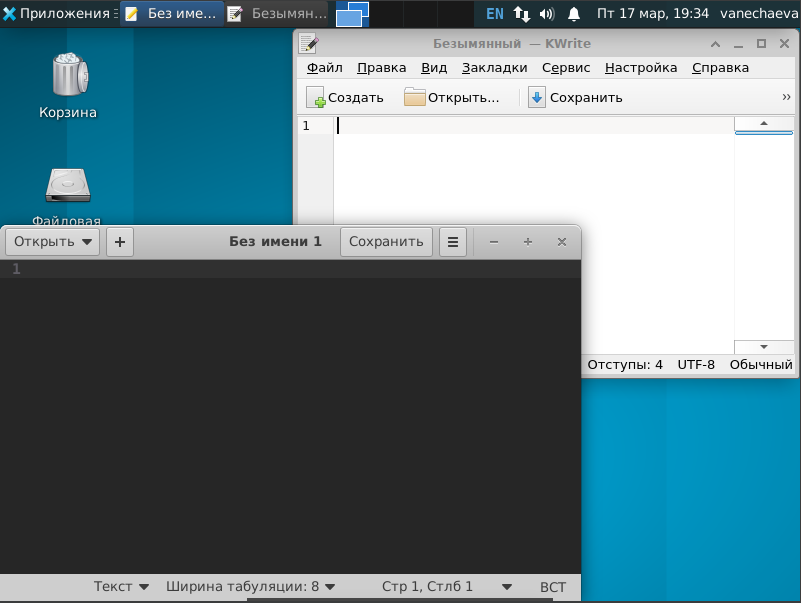 Приложения Без име... Безымян... EN Пт 17 мар, 19:34 vanechaeva
Корзина
Файловая
Безымянный — KWrite
Файл Правка Вид Закладки Сервис Настройка Справка
Создать Открыть... Сохранить »
1
Отступы: 4 UTF-8 Обычный
Открыть + Без имени 1 Сохранить
1
Текст Ширина табуляции: 8 Стр 1, Стлб 1 ВСТ